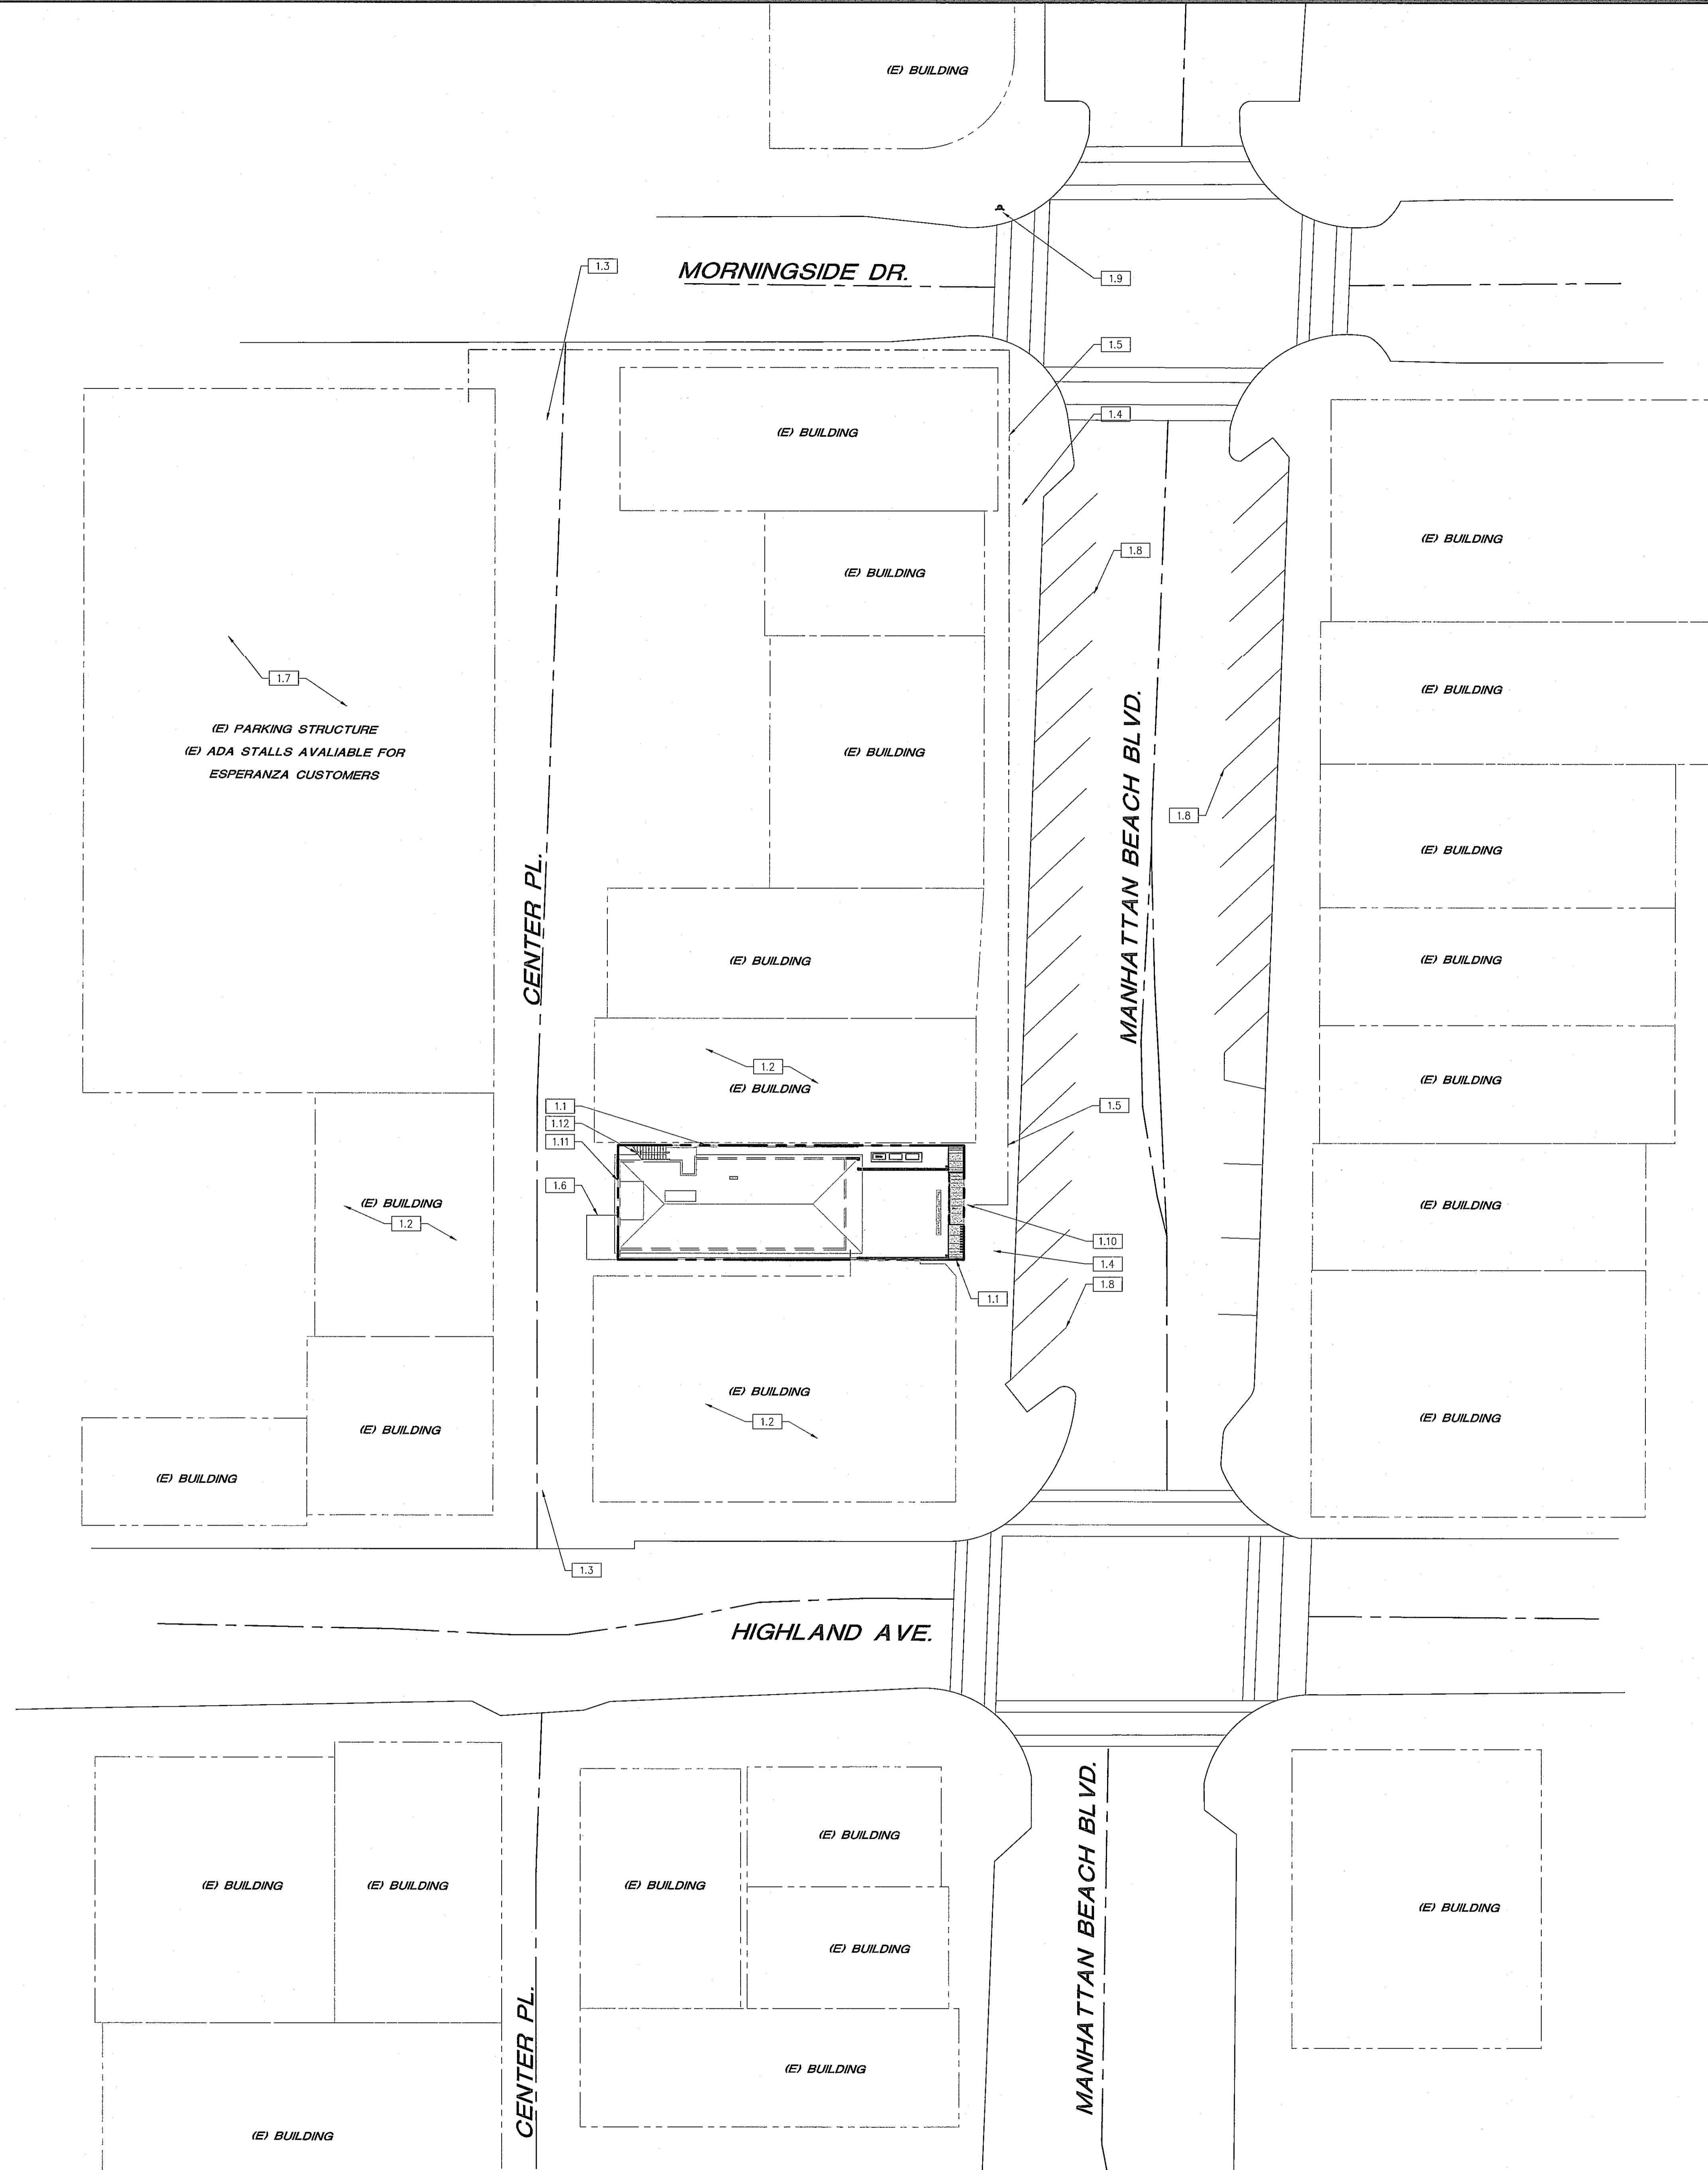 (E) BUILDING
1.3
MORNINGSIDE DR.
1.9
1.5
1.4
(E) BUILDING
(E) BUILDING
1.8
(E) BUILDING
1.7
(E) PARKING STRUCTURE
(E) ADA STALLS AVALIABLE FOR
ESPERANZA CUSTOMERS
(E) BUILDING
(E) BUILDING
MANHATTAN BEACH BLVD.
1.8
(E) BUILDING
CENTER PL.
(E) BUILDING
(E) BUILDING
1.2
(E) BUILDING
(E) BUILDING
1.1
1.12
1.11
1.5
1.6
(E) BUILDING
1.2
(E) BUILDING
1.10
1.4
1.8
1.1
(E) BUILDING
1.2
(E) BUILDING
(E) BUILDING
(E) BUILDING
1.3
HIGHLAND AVE.
(E) BUILDING
(E) BUILDING
(E) BUILDING
(E) BUILDING
(E) BUILDING
(E) BUILDING
MANHATTAN BEACH BLVD.
CENTER PL.
(E) BUILDING
(E) BUILDING